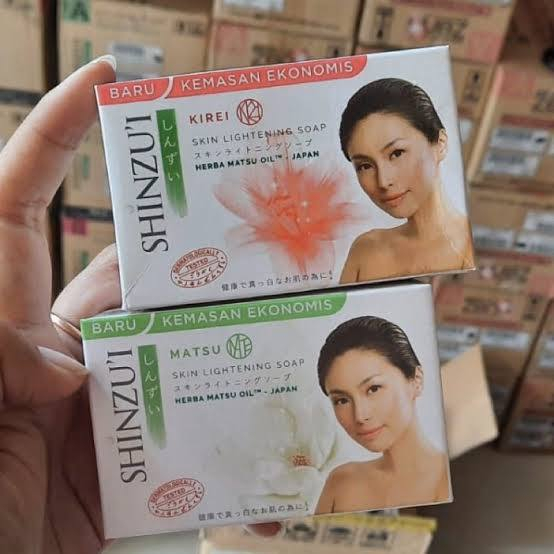 BARU KEMASAN EKONOMIS
SHINZU'I
しんずい
KIREI
SKIN LIGHTENING SOAP
スキンライトニングソープ
HERBA MATSU OIL™ - JAPAN
DERMATOLOGICALLY TESTED
健康で真っ白なお肌の為に
BARU KEMASAN EKONOMIS
SHINZU'I
しんずい
MATSU
SKIN LIGHTENING SOAP
スキンライトニングソープ
HERBA MATSU OIL™ - JAPAN
DERMATOLOGICALLY TESTED
健康で真っ白なお肌の為に